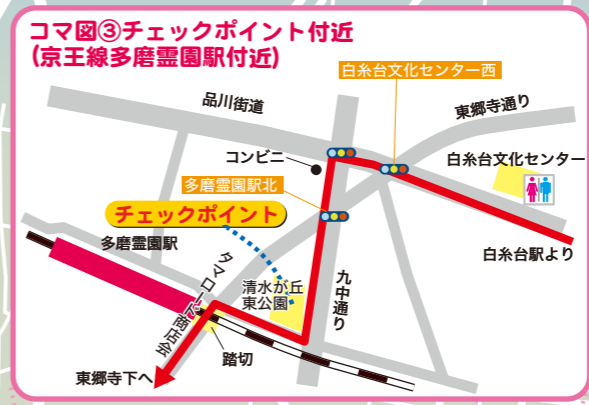 コマ図③チェックポイント付近
(京王線多磨霊園駅付近)
白糸台文化センター西
品川街道
東郷寺通り
コンビニ
白糸台文化センター
多磨霊園駅北
チェックポイント
多磨霊園駅
白糸台駅より
タマロード商店会
清水が丘
東公園
九中通り
踏切
東郷寺下へ